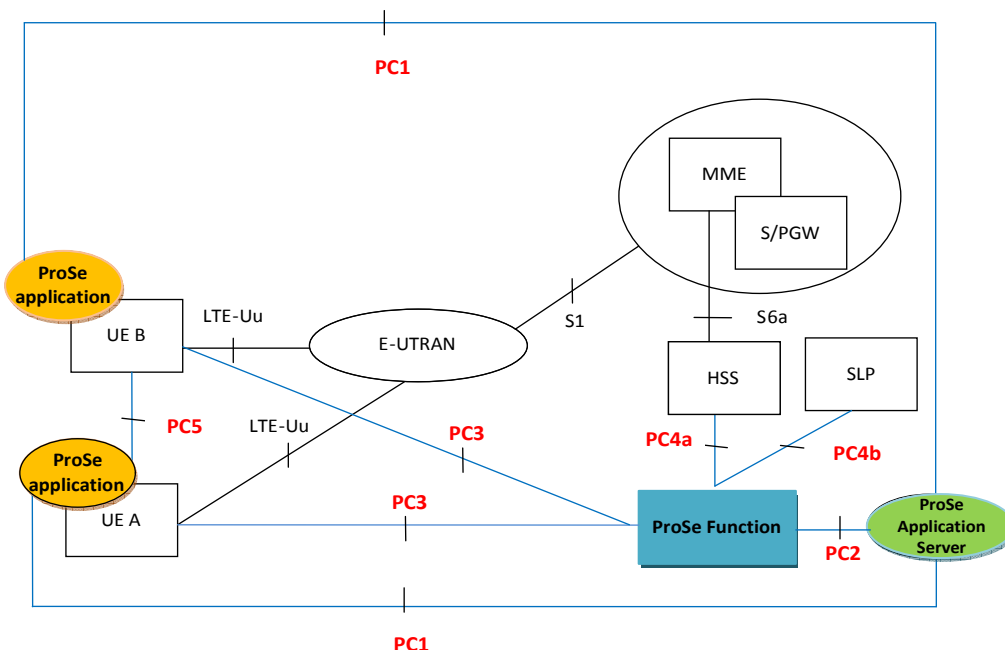 PC1
MME
S/PGW
ProSe
application
LTE-Uu
UE B
E-UTRAN
S1
S6a
HSS
SLP
PC5
LTE-Uu
PC3
PC4a
PC4b
ProSe
application
UE A
PC3
ProSe Function
PC2
ProSe
Application
Server
PC1